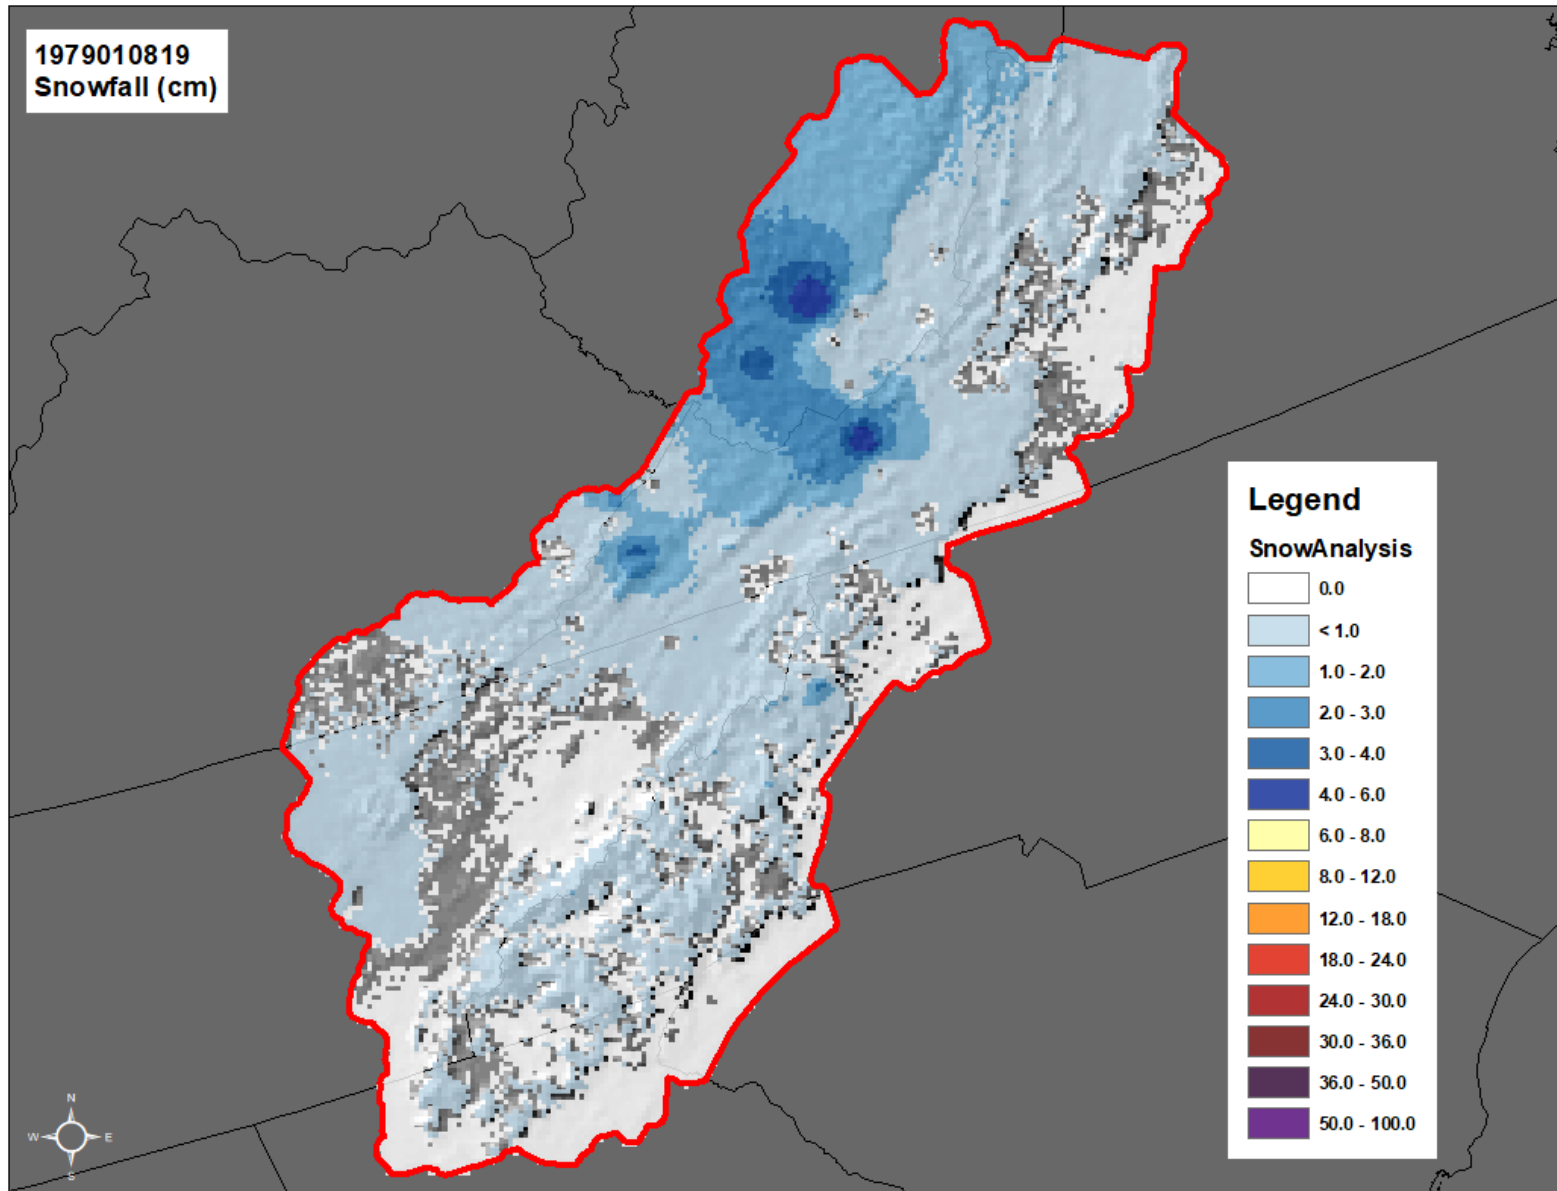 1979010819
Snowfall (cm)
Legend
SnowAnalysis
0.0
< 1.0
1.0 - 2.0
2.0 - 3.0
3.0 - 4.0
4.0 - 6.0
6.0 - 8.0
8.0 - 12.0
12.0 - 18.0
18.0 - 24.0
24.0 - 30.0
30.0 - 36.0
36.0 - 50.0
50.0 - 100.0
N
W E
S